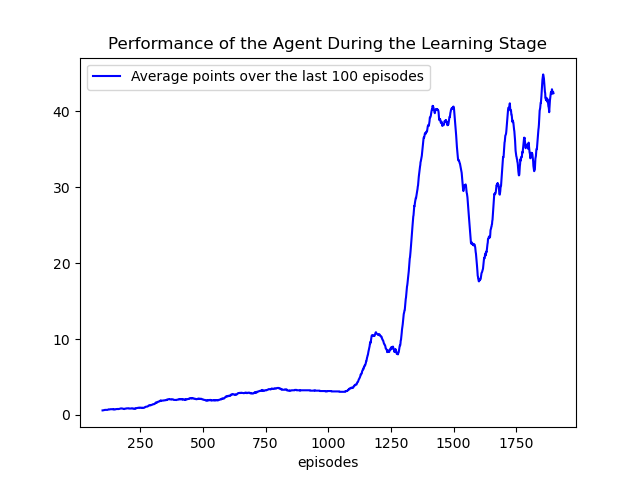 Performance of the Agent During the Learning Stage
Average points over the last 100 episodes
40
30
20
10
0
250 500 750 1000 1250 1500 1750
episodes